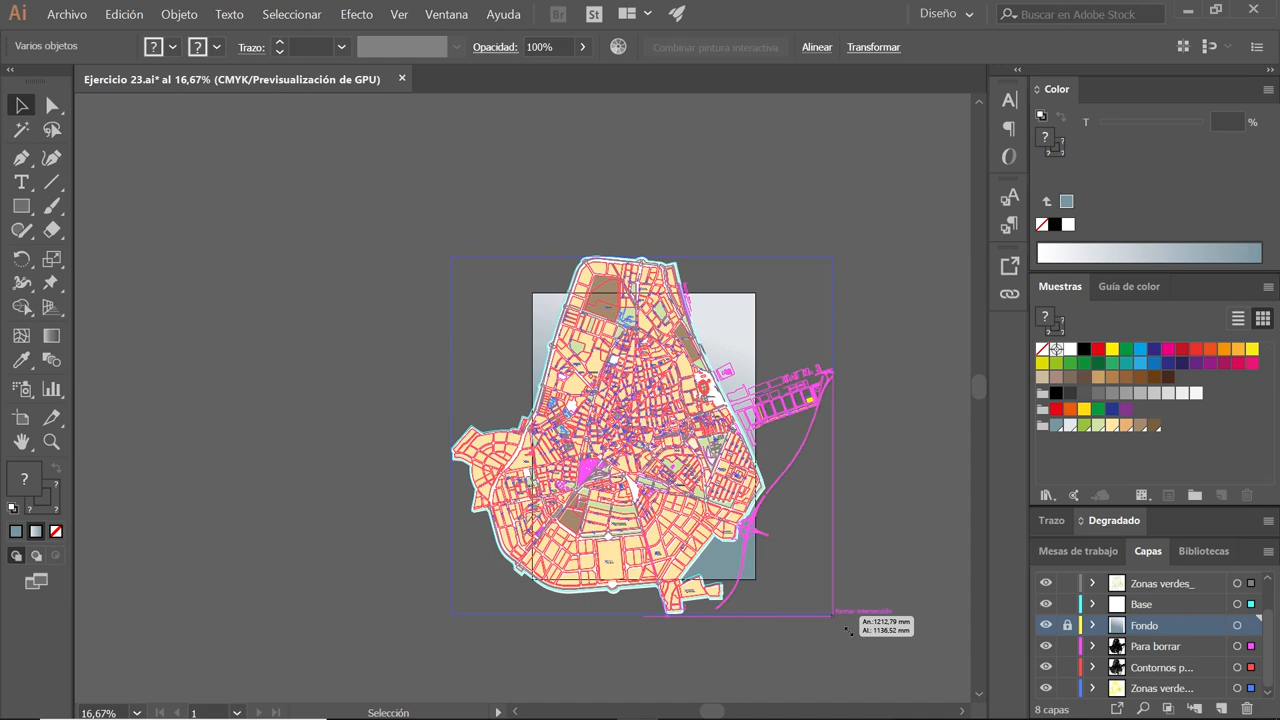 Ai Archivo Edición Objeto Texto Seleccionar Efecto Ver Ventana Ayuda Br St Diseño Buscar en Adobe Stock
Varios objetos ? ? Trazo: Opacidad: 100% Combinar pintura interactiva Alinear Transformar
Ejercicio 23.ai* al 16,67% (CMYK/Previsualización de GPU)
Color
T %
?
Muestras Guía de color
?
Trazo Degradado
Mesas de trabajo Capas Bibliotecas
Zonas verdes_
Base
Fondo
Para borrar
Contornos p...
Zonas verde...
8 capas
An.:1212,79 mm
Al.: 1136,52 mm
16,67% 1 Selección